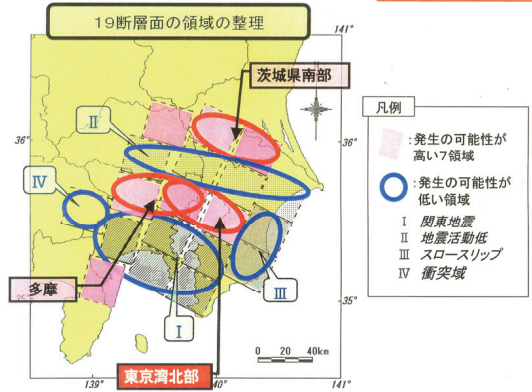 19断層面の領域の整理
141°
141°
茨城県南部
36°
36°
Ⅱ
Ⅳ
多摩
35°
35°
Ⅲ
Ⅰ
139°
140°
東京湾北部
0 20 40km
凡例
:発生の可能性が
高い7領域
:発生の可能性が
低い領域
Ⅰ 関東地震
Ⅱ 地震活動低
Ⅲ スロースリップ
Ⅳ 衝突域